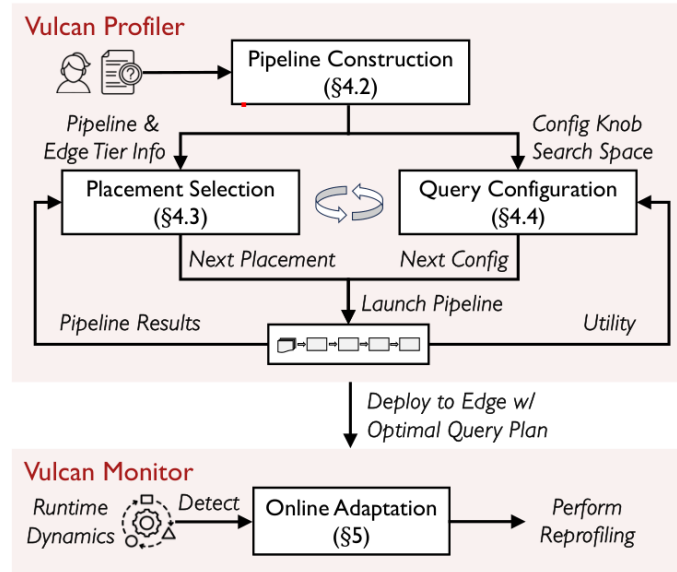 Vulcan Profiler
Pipeline Construction
(§4.2)
?
Pipeline &
Edge Tier Info
Config Knob
Search Space
Placement Selection
(§4.3)
Query Configuration
(§4.4)
Next Placement
Next Config
Launch Pipeline
Pipeline Results
Utility
Deploy to Edge w/
Optimal Query Plan
Vulcan Monitor
Runtime
Dynamics
Detect
Online Adaptation
(§5)
Perform
Reprofiling